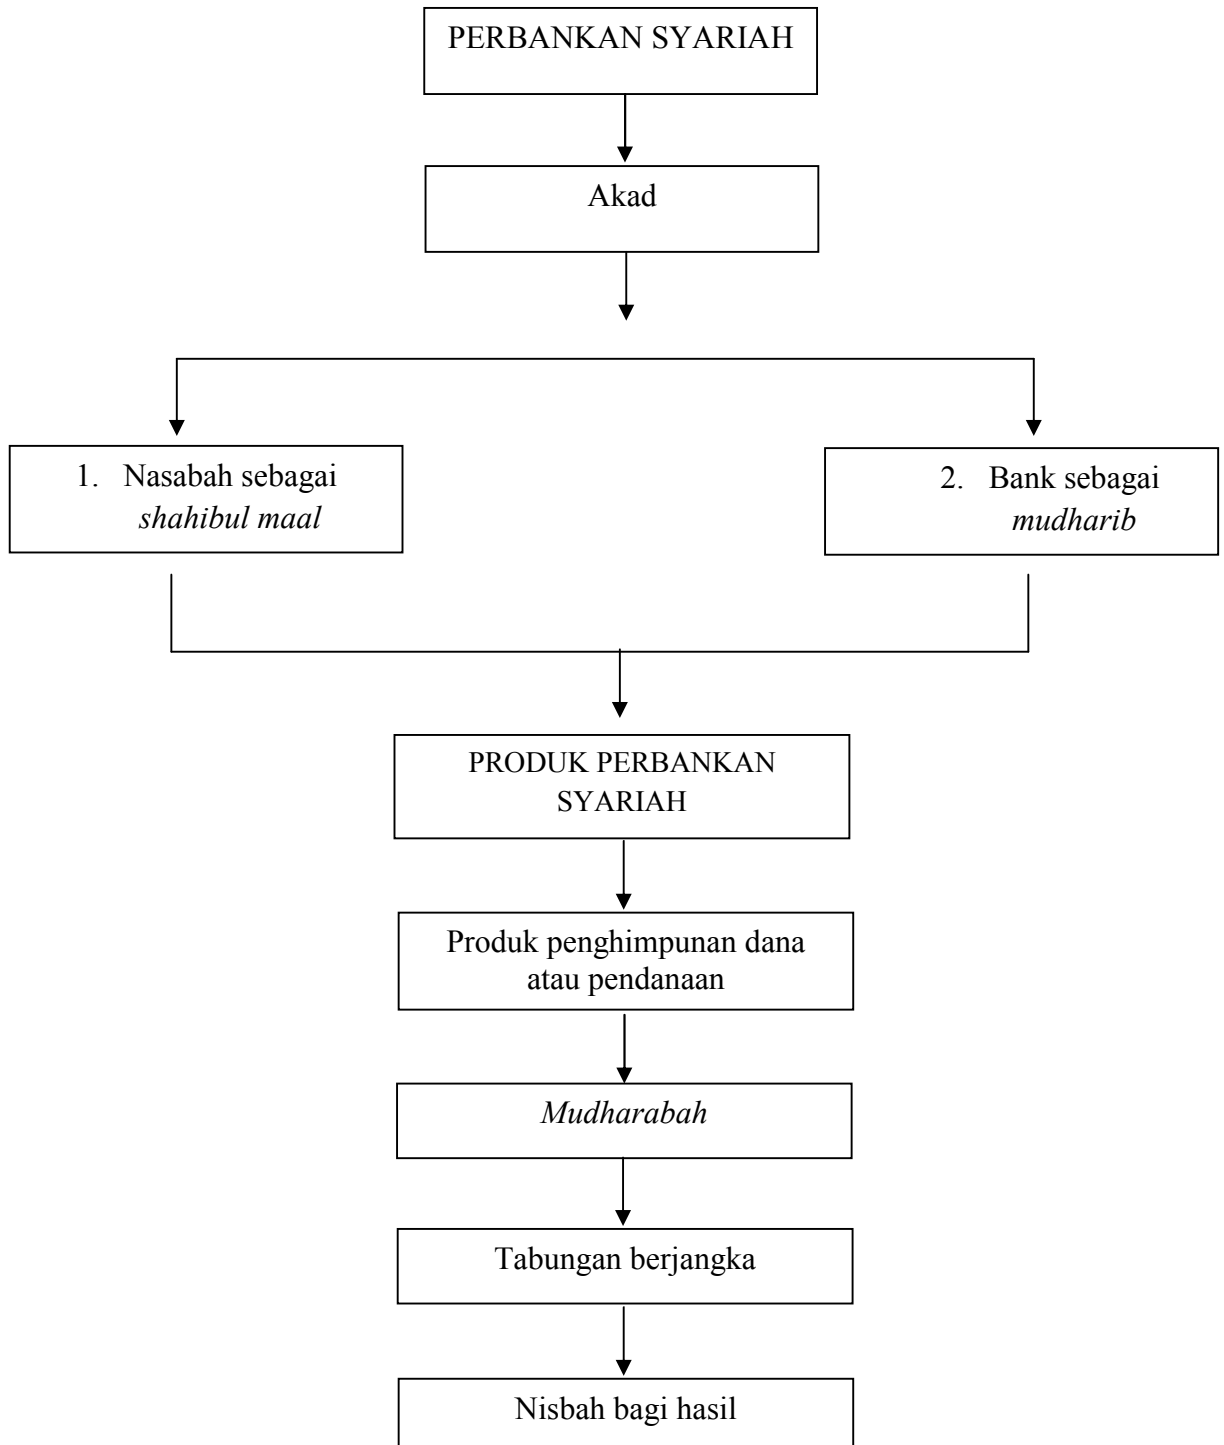 PERBANKAN SYARIAH
Akad
1. Nasabah sebagai
shahibul maal
2. Bank sebagai
mudharib
PRODUK PERBANKAN
SYARIAH
Produk penghimpunan dana
atau pendanaan
Mudharabah
Tabungan berjangka
Nisbah bagi hasil